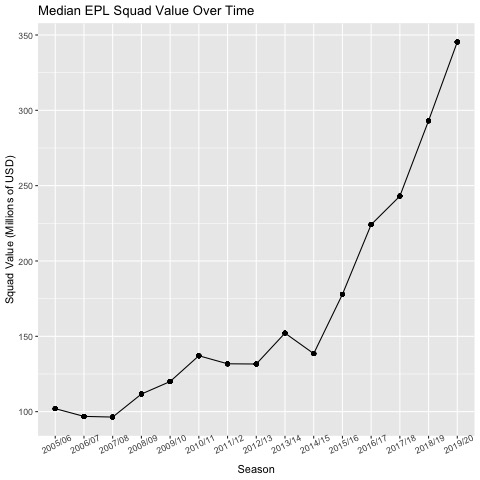 Median EPL Squad Value Over Time
Squad Value (Millions of USD)
350
300
250
200
150
100
2005/06 2006/07 2007/08 2008/09 2009/10 2010/11 2011/12 2012/13 2013/14 2014/15 2015/16 2016/17 2017/18 2018/19 2019/20
Season